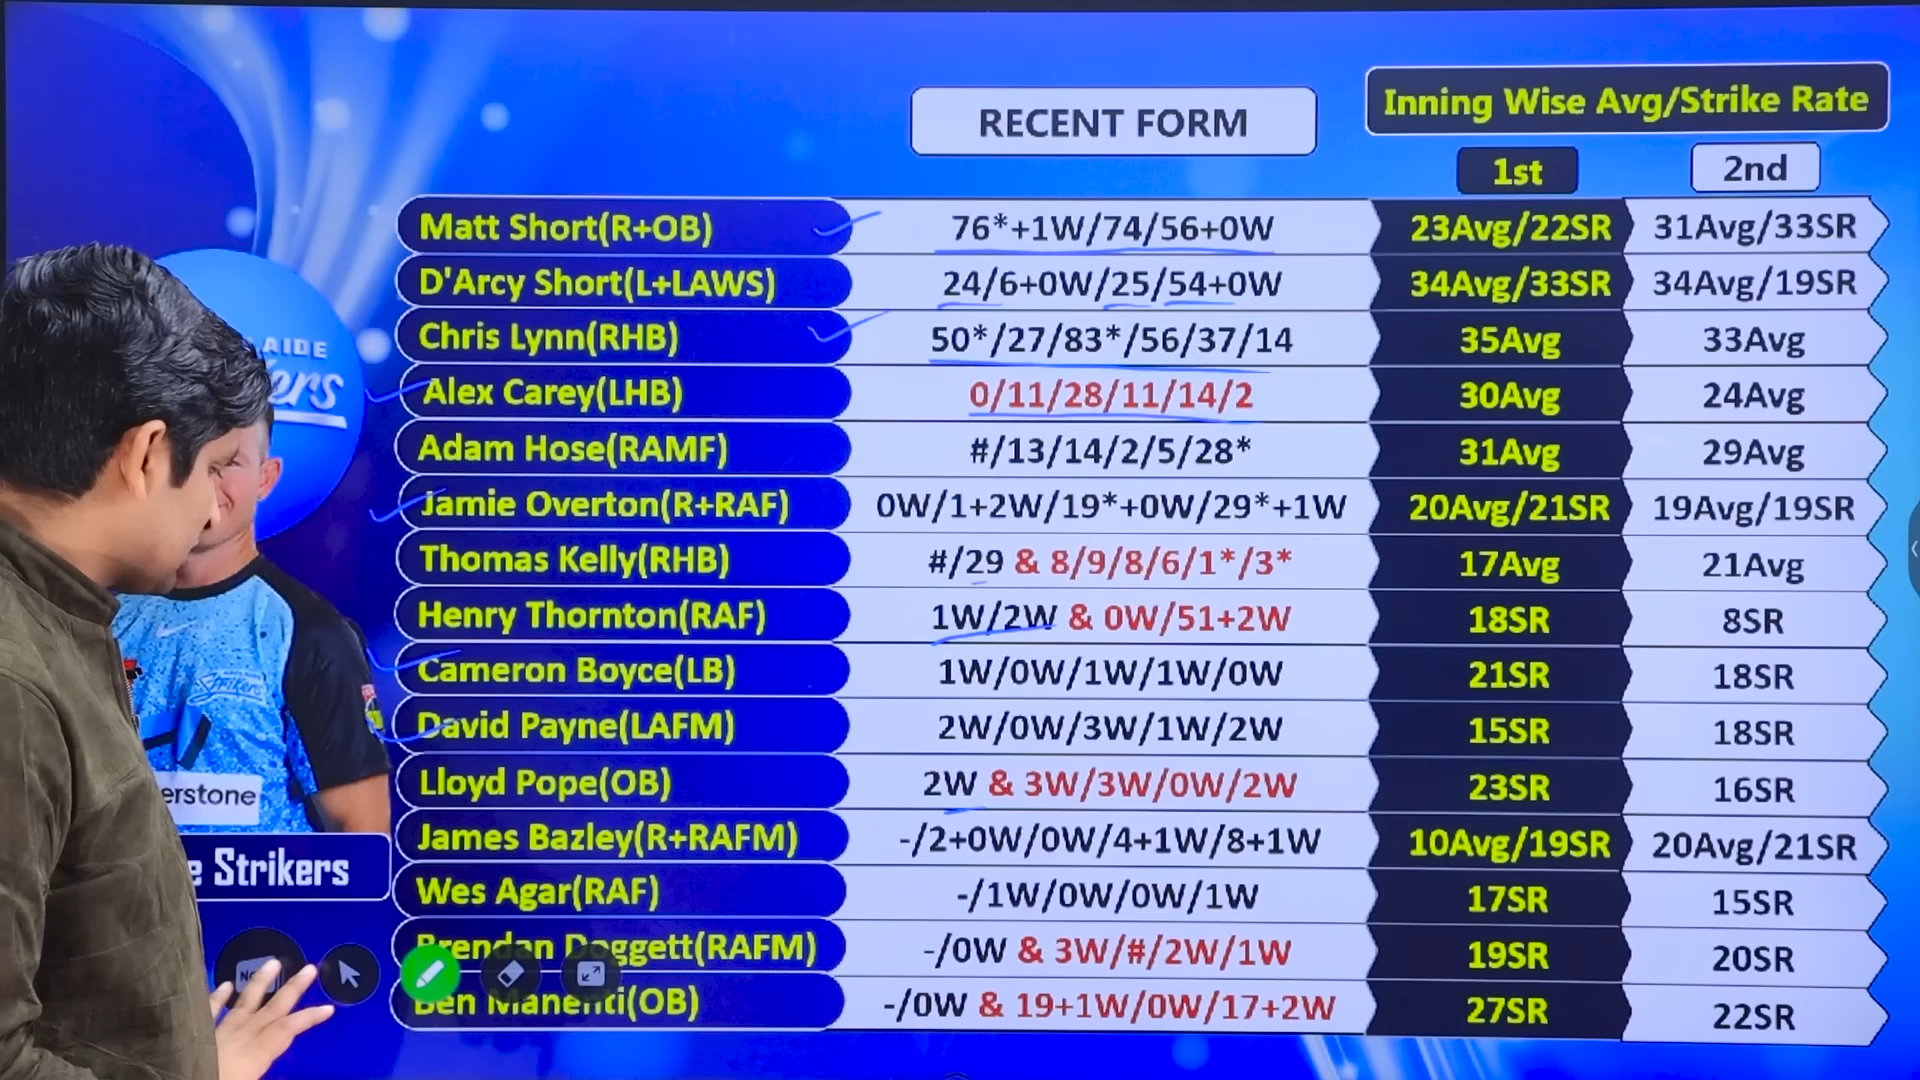 RECENT FORM
Inning Wise Avg/Strike Rate
1st
2nd
Matt Short(R+OB) 76*+1W/74/56+0W 23Avg/22SR 31Avg/33SR
D'Arcy Short(L+LAWS) 24/6+0W/25/54+0W 34Avg/33SR 34Avg/19SR
Chris Lynn(RHB) 50*/27/83*/56/37/14 35Avg 33Avg
Alex Carey(LHB) 0/11/28/11/14/2 30Avg 24Avg
Adam Hose(RAMF) #/13/14/2/5/28* 31Avg 29Avg
Jamie Overton(R+RAF) 0W/1+2W/19*+0W/29*+1W 20Avg/21SR 19Avg/19SR
Thomas Kelly(RHB) #/29 & 8/9/8/6/1*/3* 17Avg 21Avg
Henry Thornton(RAF) 1W/2W & 0W/51+2W 18SR 8SR
Cameron Boyce(LB) 1W/0W/1W/1W/0W 21SR 18SR
David Payne(LAFM) 2W/0W/3W/1W/2W 15SR 18SR
Lloyd Pope(OB) 2W & 3W/3W/0W/2W 23SR 16SR
James Bazley(R+RAFM) -/2+0W/0W/4+1W/8+1W 10Avg/19SR 20Avg/21SR
Wes Agar(RAF) -/1W/0W/0W/1W 17SR 15SR
Brendan Doggett(RAFM) -/0W & 3W/#/2W/1W 19SR 20SR
Ben Manenti(OB) -/0W & 19+1W/0W/17+2W 27SR 22SR
AIDE
ers
Strikers
erstone
e Strikers